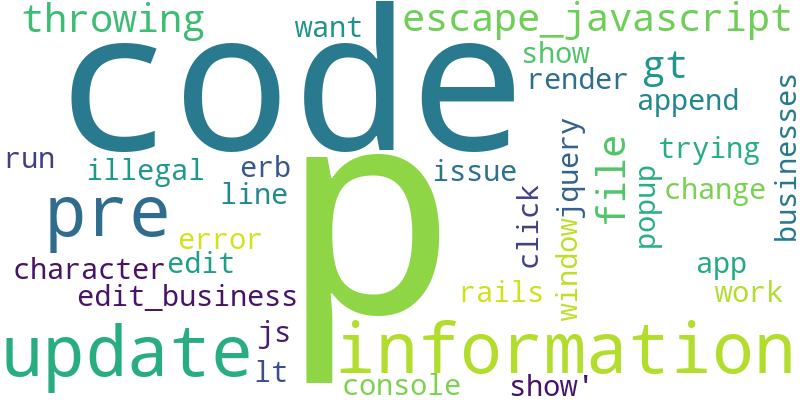 throwing
want
escape_javascript
code
show
gt
render
append
businesses
run
illegal
erb
issue
jquery
file
trying
line
p
click
popup
change
pre
error
edit
character
window
app
edit_business
rails
work
update
js
information
lt
console
show'